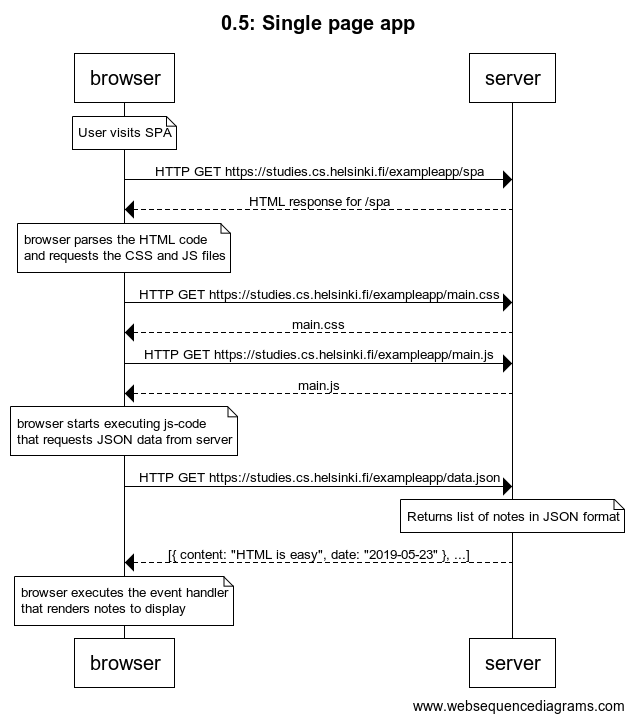 0.5: Single page app
browser
server
User visits SPA
HTTP GET https://studies.cs.helsinki.fi/exampleapp/spa
HTML response for /spa
browser parses the HTML code
and requests the CSS and JS files
HTTP GET https://studies.cs.helsinki.fi/exampleapp/main.css
main.css
HTTP GET https://studies.cs.helsinki.fi/exampleapp/main.js
main.js
browser starts executing js-code
that requests JSON data from server
HTTP GET https://studies.cs.helsinki.fi/exampleapp/data.json
Returns list of notes in JSON format
[{ content: "HTML is easy", date: "2019-05-23" }, ...]
browser executes the event handler
that renders notes to display
browser
server
www.websequencediagrams.com